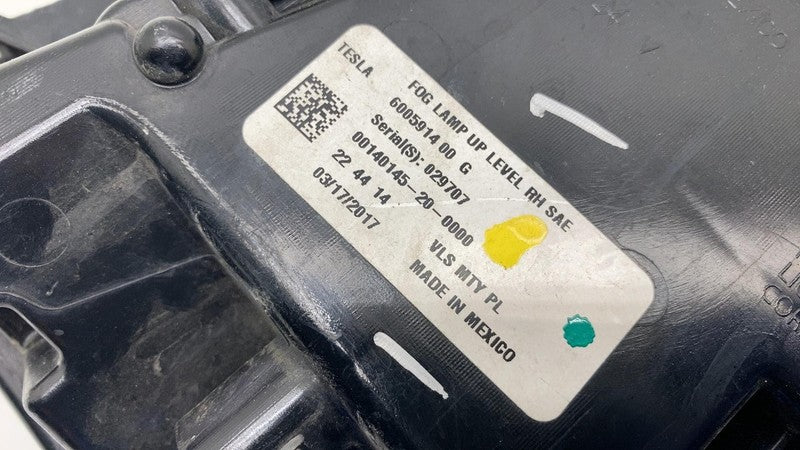 TESLA
FOG LAMP UP LEVEL RH SAE
6005914 00 G
Serial(S): 029707
00140145-20-0000
22 44 14
03/17/2017
VLS MTY PL
MADE IN MEXICO